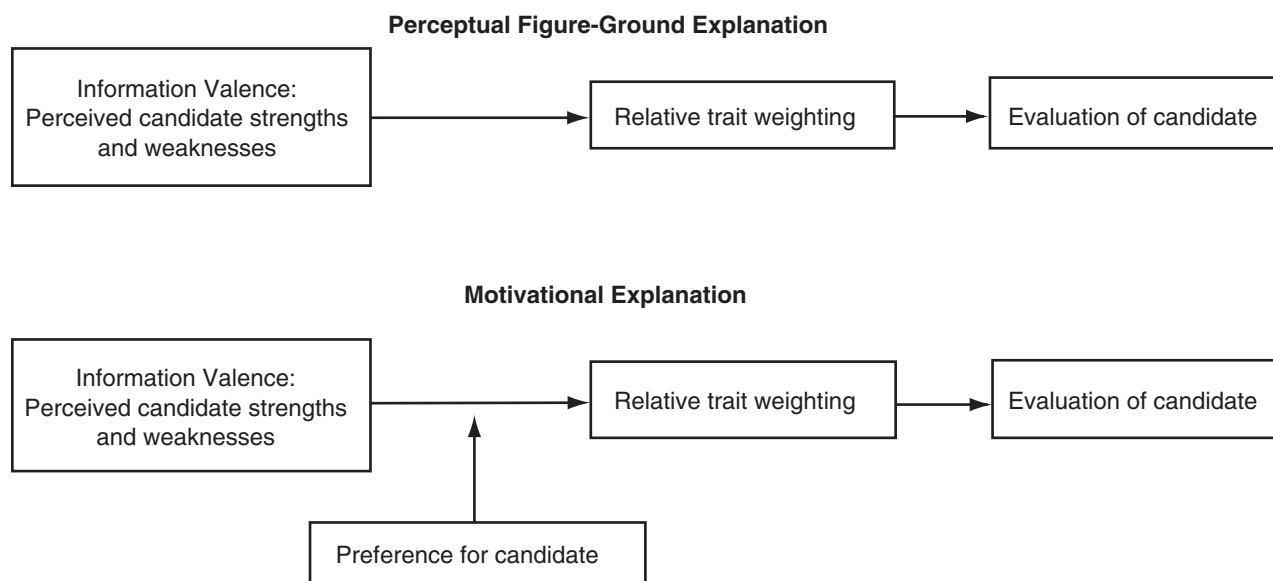 Perceptual Figure-Ground Explanation
Information Valence:
Perceived candidate strengths
and weaknesses
Relative trait weighting
Evaluation of candidate
Motivational Explanation
Information Valence:
Perceived candidate strengths
and weaknesses
Relative trait weighting
Evaluation of candidate
Preference for candidate